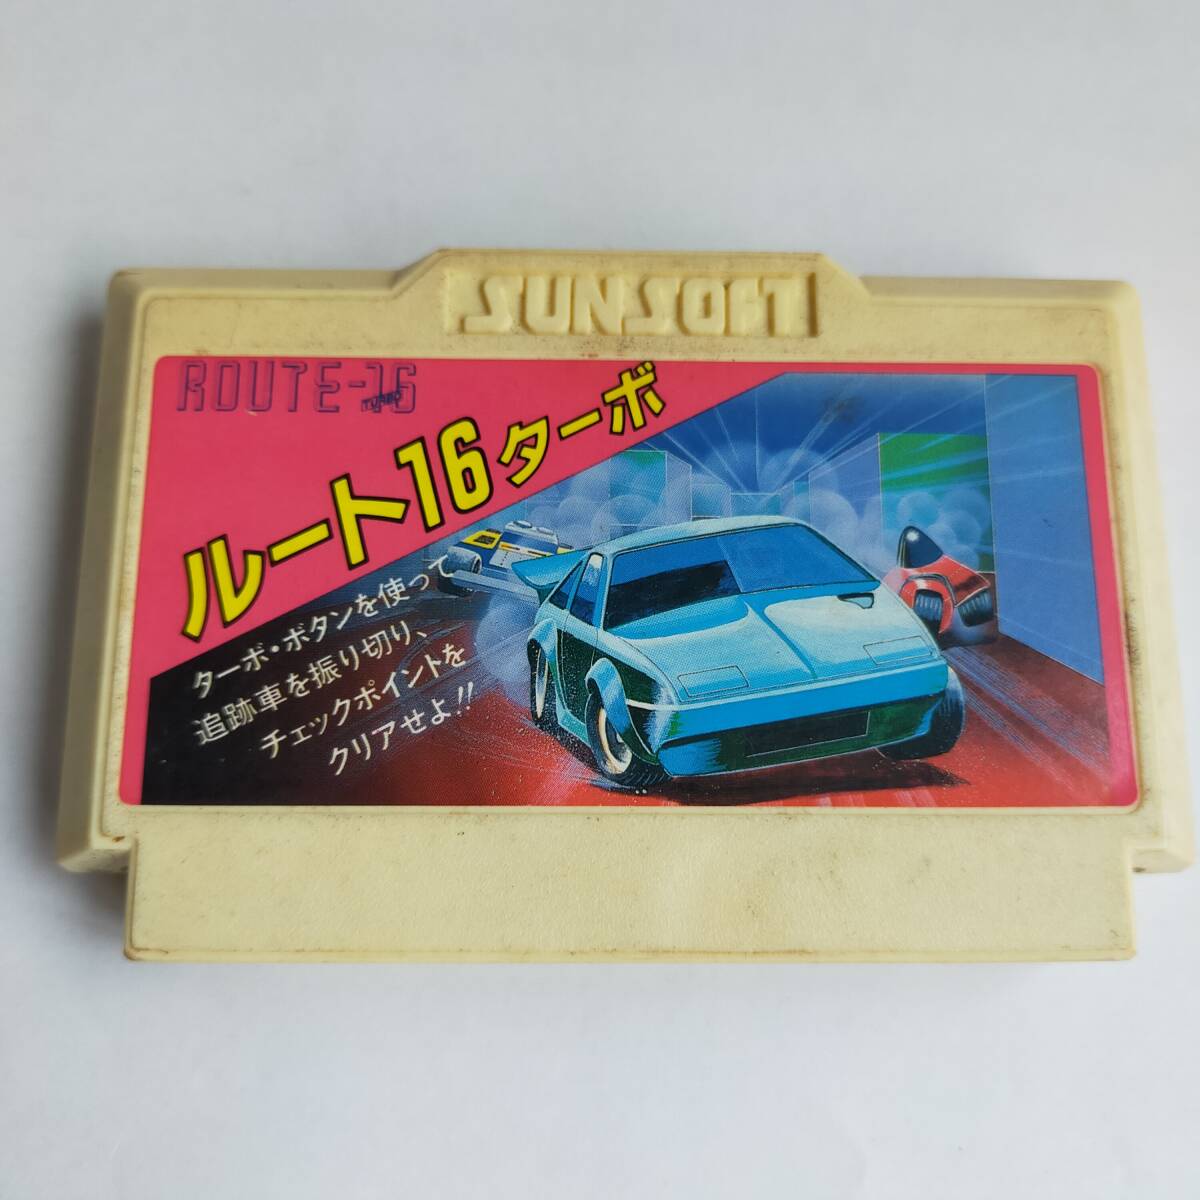 SUNSOFT
ROUTE-16
TURBO
ルート16ターボ
ターボ・ボタンを使って
追跡車を振り切り、
チェックポイントを
クリアせよ!!